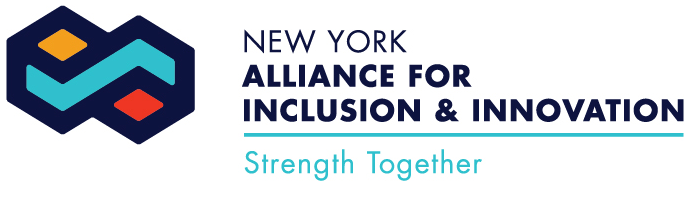 NEW YORK
ALLIANCE FOR
INCLUSION & INNOVATION
Strength Together